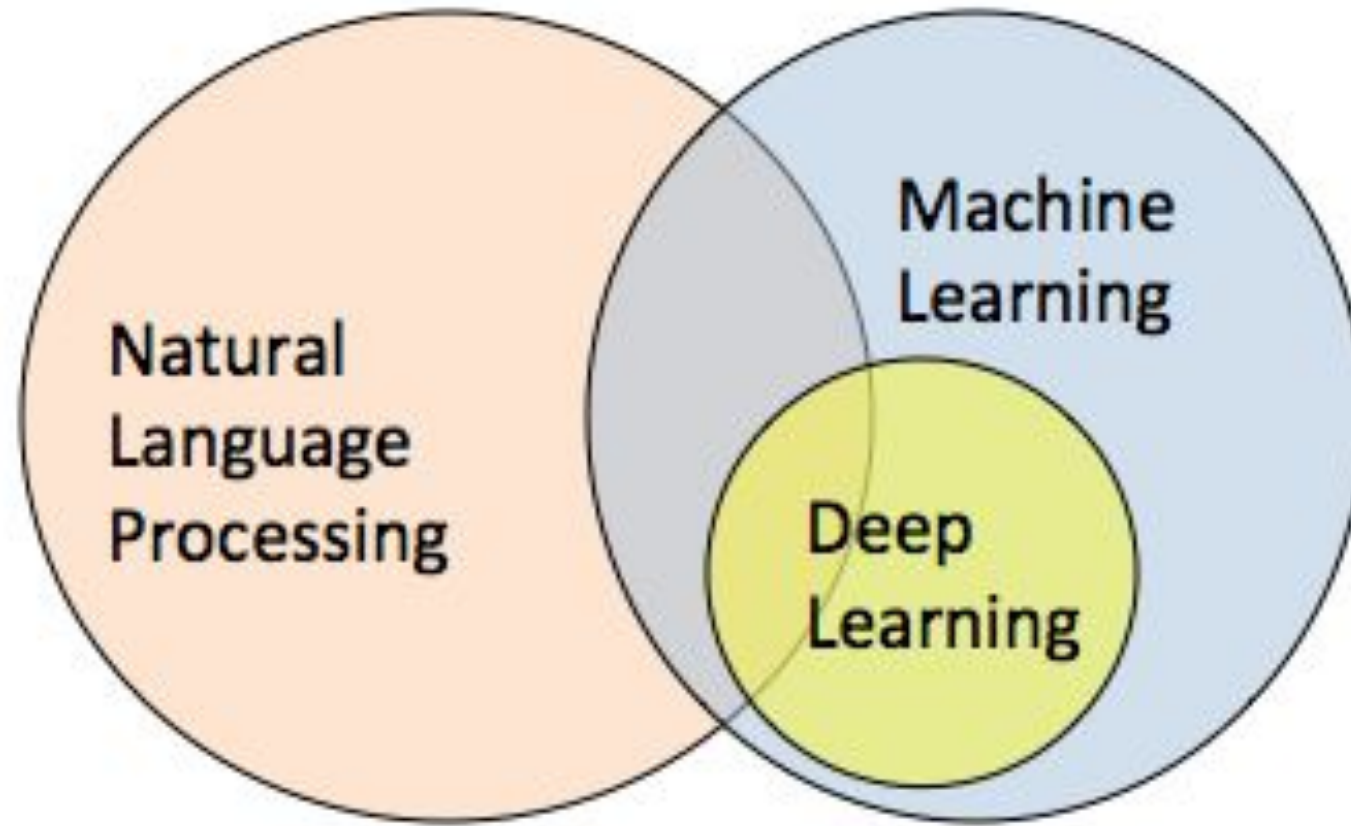 Natural
Language
Processing
Machine
Learning
Deep
Learning